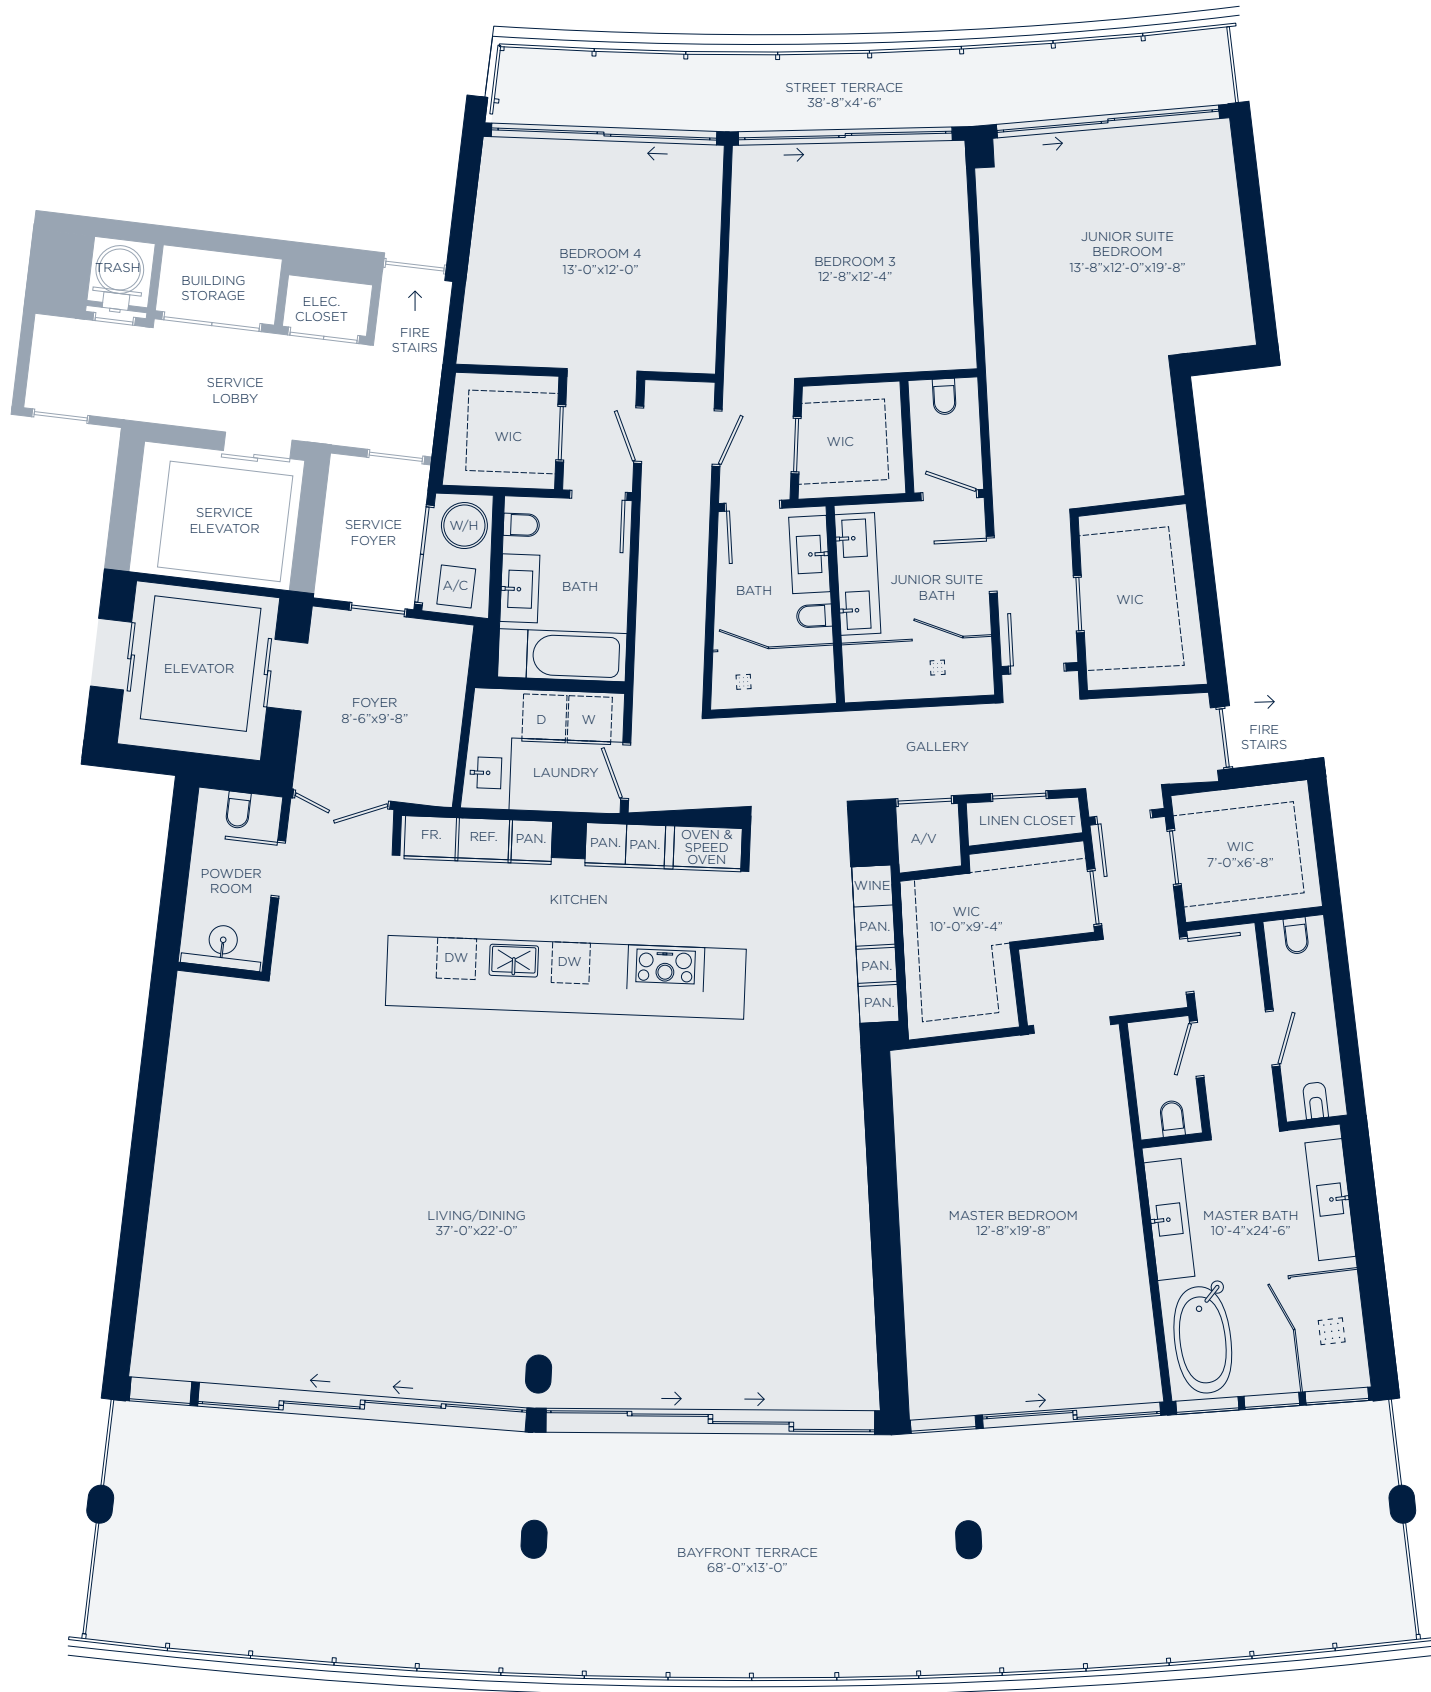 STREET TERRACE
38'-8"x4'-6"
BEDROOM 4
13'-0"x12'-0"
BEDROOM 3
12'-8"x12'-4"
JUNIOR SUITE
BEDROOM
13'-8"x12'-0"x19'-8"
TRASH
BUILDING
STORAGE
ELEC.
CLOSET
FIRE
STAIRS
SERVICE
LOBBY
WIC
WIC
SERVICE
ELEVATOR
SERVICE
FOYER
W/H
A/C
BATH
BATH
JUNIOR SUITE
BATH
WIC
ELEVATOR
FOYER
8'-6"x9'-8"
D
W
LAUNDRY
GALLERY
FIRE
STAIRS
FR.
REF.
PAN.
PAN.
PAN.
OVEN &
SPEED
OVEN
A/V
LINEN CLOSET
WIC
7'-0"x6'-8"
POWDER
ROOM
KITCHEN
WINE
PAN.
PAN.
PAN.
WIC
10'-0"x9'-4"
DW
DW
LIVING/DINING
37'-0"x22'-0"
MASTER BEDROOM
12'-8"x19'-8"
MASTER BATH
10'-4"x24'-6"
BAYFRONT TERRACE
68'-0"x13'-0"